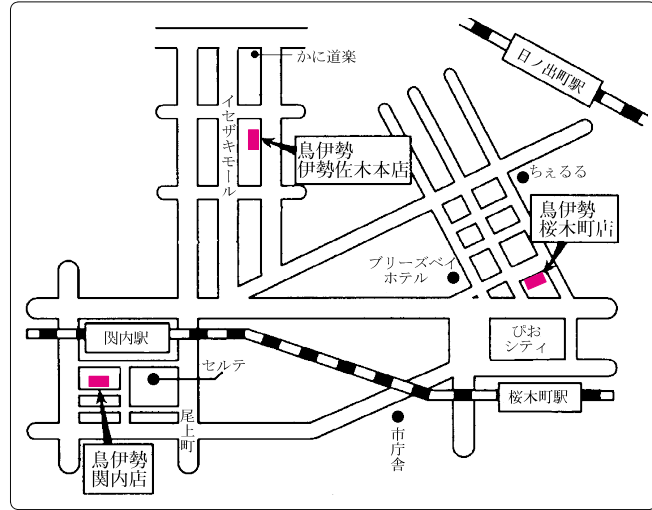 かに道楽
日ノ出町駅
イセザキモール
鳥伊勢
伊勢佐木本店
ちぇるる
鳥伊勢
桜木町店
ブリーズベイ
ホテル
関内駅
ぴお
シティ
セルテ
桜木町駅
尾上町
市庁舎
鳥伊勢
関内店